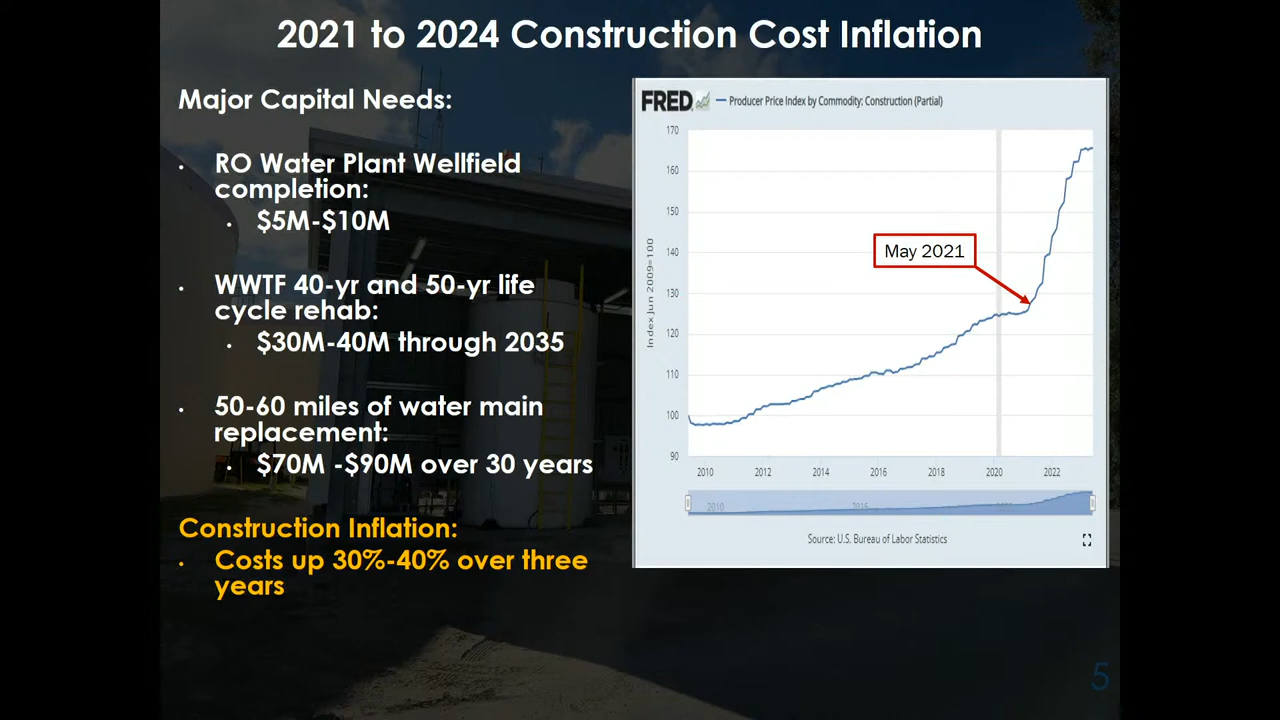 2021 to 2024 Construction Cost Inflation
Major Capital Needs:
• RO Water Plant Wellfield
completion:
• $5M-$10M
• WWTF 40-yr and 50-yr life
cycle rehab:
• $30M-40M through 2035
• 50-60 miles of water main
replacement:
• $70M -$90M over 30 years
Construction Inflation:
• Costs up 30%-40% over three
years
FRED
Producer Price Index by Commodity: Construction (Partial)
Index Jun 2009=100
170
160
150
140
130
120
110
100
90
May 2021
2010 2012 2014 2016 2018 2020 2022
2010 2015 2020
Source: U.S. Bureau of Labor Statistics
5